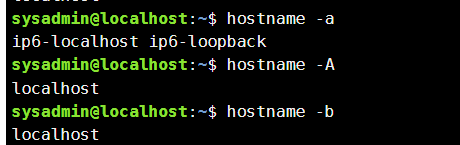 sysadmin@localhost:~$ hostname -a
ip6-localhost ip6-loopback
sysadmin@localhost:~$ hostname -A
localhost
sysadmin@localhost:~$ hostname -b
localhost